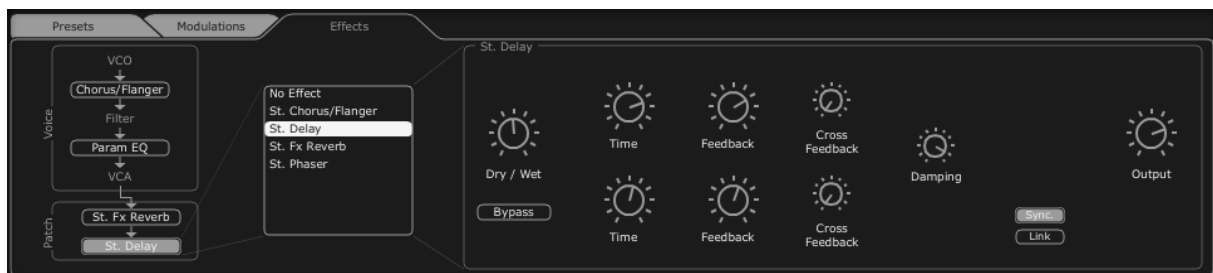 Presets
Modulations
Effects
Voice
VCO
Chorus/Flanger
Filter
Param EQ
VCA
Patch
St. Fx Reverb
St. Delay
No Effect
St. Chorus/Flanger
St. Delay
St. Fx Reverb
St. Phaser
St. Delay
Dry / Wet
Bypass
Time
Feedback
Cross
Feedback
Time
Feedback
Cross
Feedback
Damping
Sync.
Link
Output